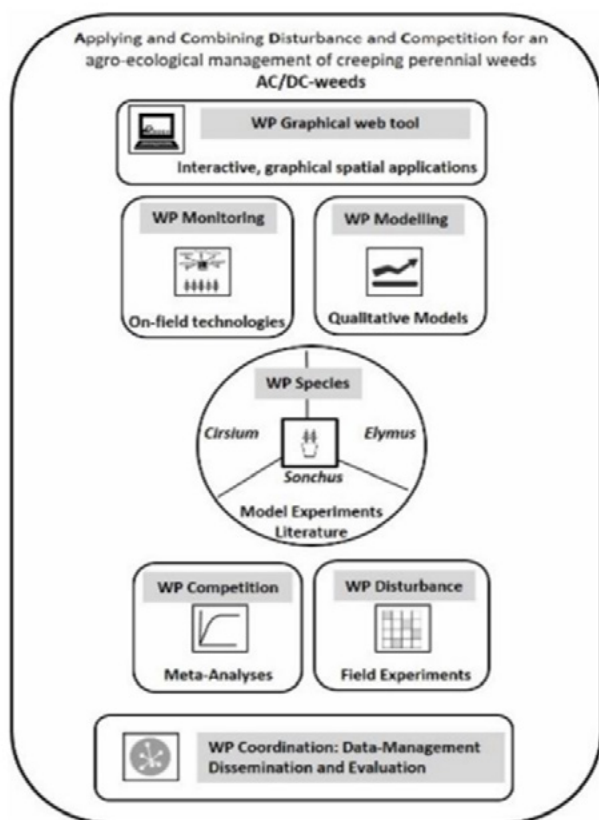 Applying and Combining Disturbance and Competition for an
agro-ecological management of creeping perennial weeds
AC/DC-weeds
WP Graphical web tool
Interactive, graphical spatial applications
WP Monitoring
On-field technologies
WP Modelling
Qualitative Models
WP Species
Cirsium
Elymus
Sonchus
Model Experiments
Literature
WP Competition
Meta-Analyses
WP Disturbance
Field Experiments
WP Coordination: Data-Management
Dissemination and Evaluation